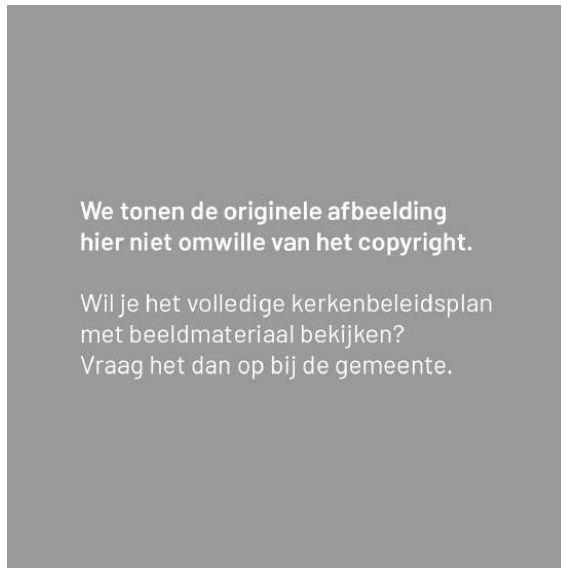 We tonen de originele afbeelding
hier niet omwille van het copyright.
Wil je het volledige kerkenbeleidsplan
met beeldmateriaal bekijken?
Vraag het dan op bij de gemeente.